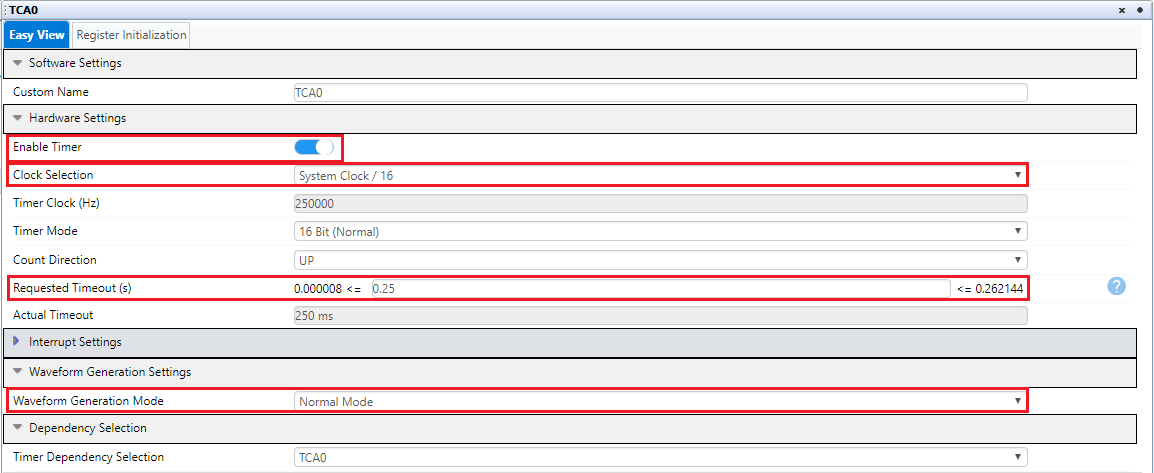 TCA0
Easy View Register Initialization
Software Settings
Custom Name TCA0
Hardware Settings
Enable Timer
Clock Selection System Clock / 16
Timer Clock (Hz) 250000
Timer Mode 16 Bit (Normal)
Count Direction UP
Requested Timeout (s) 0.000008 <= 0.25 <= 0.262144
Actual Timeout 250 ms
Interrupt Settings
Waveform Generation Settings
Waveform Generation Mode Normal Mode
Dependency Selection
Timer Dependency Selection TCA0